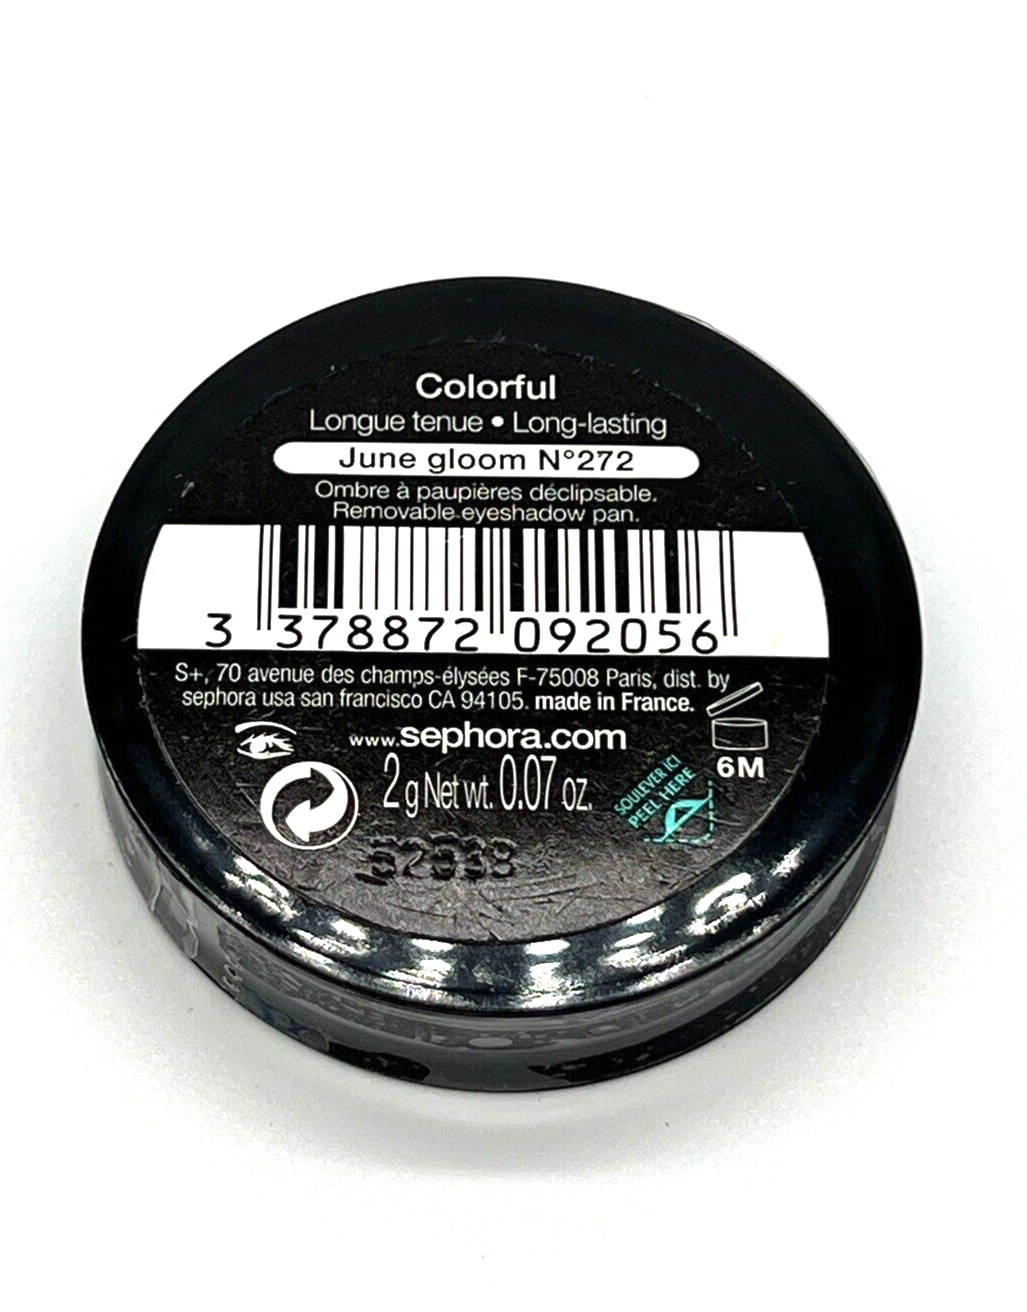 Colorful
Longue tenue • Long-lasting
June gloom N°272
Ombre à paupières déclipsable.
Removable eyeshadow pan.
3 378872 092056
S+, 70 avenue des champs-élysées F-75008 Paris, dist. by
sephora usa san francisco CA 94105. made in France.
www.sephora.com
6M
2 g Net wt. 0.07 oz.
SOULEVER ICI
PEEL HERE